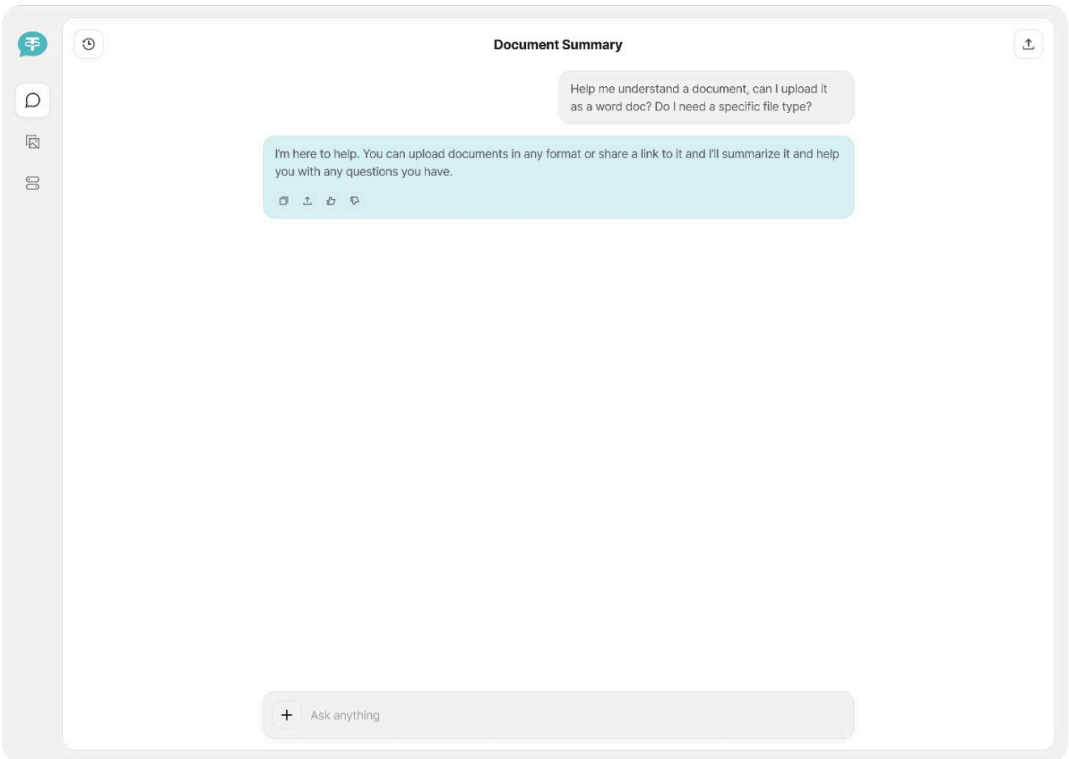 Document Summary
Help me understand a document, can I upload it
as a word doc? Do I need a specific file type?
I'm here to help. You can upload documents in any format or share a link to it and I'll summarize it and help
you with any questions you have.
Ask anything